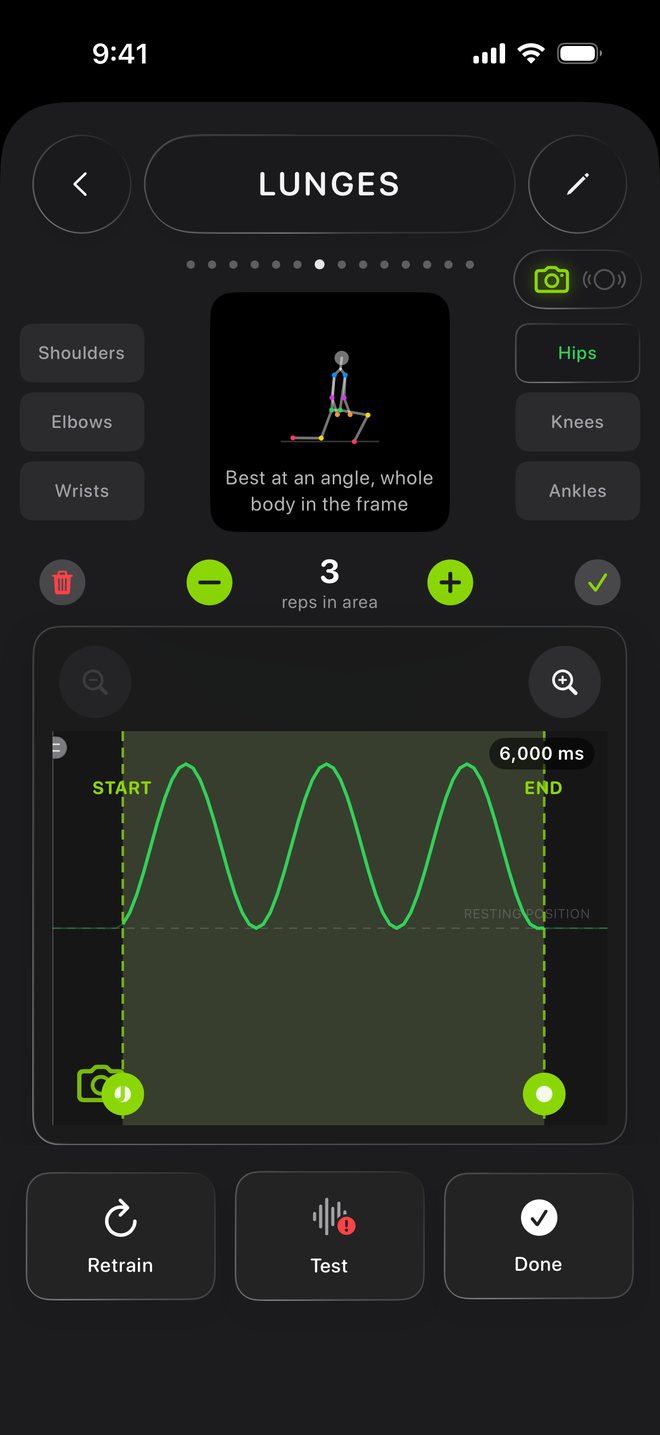 9:41
LUNGES
Shoulders
Hips
Elbows
Knees
Wrists
Ankles
Best at an angle, whole
body in the frame
3
reps in area
6,000 ms
START
END
RESTING POSITION
Retrain
Test
Done